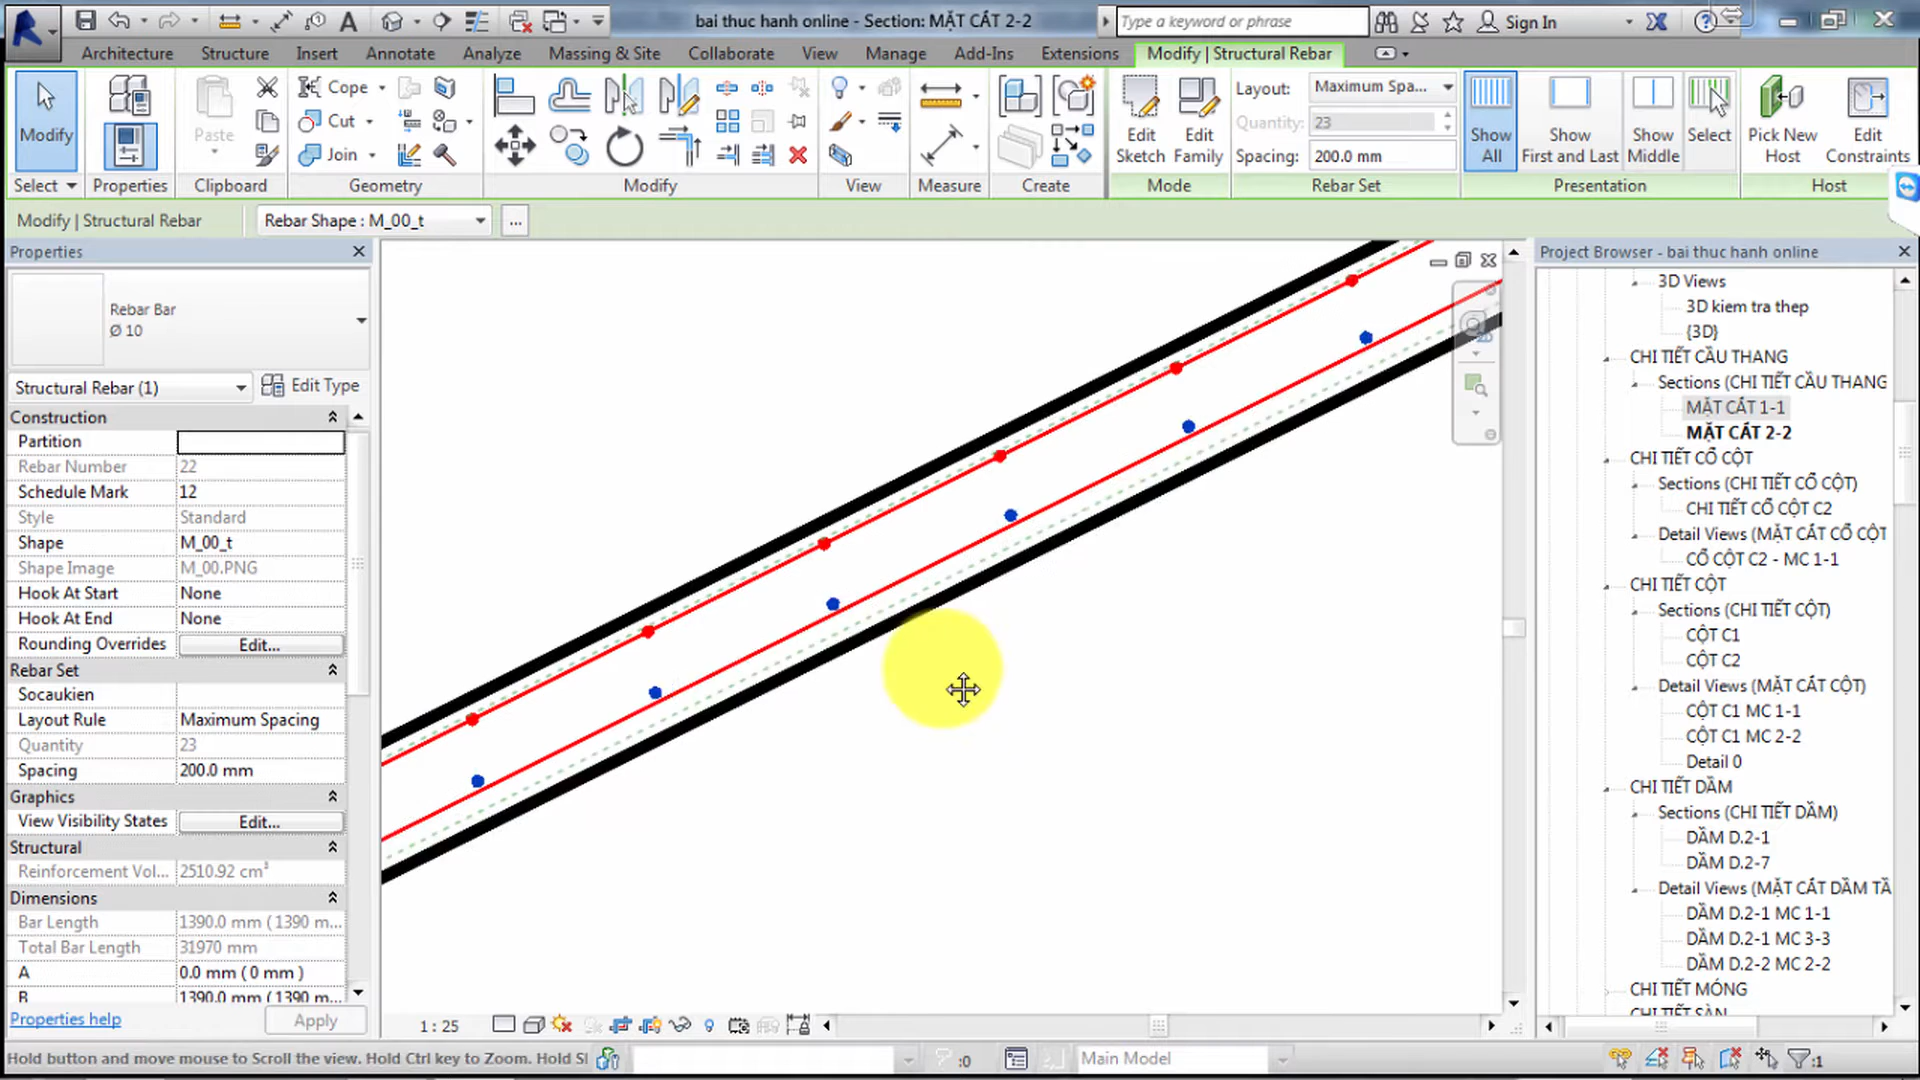 bai thuc hanh online - Section: MẶT CẮT 2-2
Type a keyword or phrase
Sign In
Architecture
Structure
Insert
Annotate
Analyze
Massing & Site
Collaborate
View
Manage
Add-Ins
Extensions
Modify | Structural Rebar
Modify
Paste
Cope
Cut
Join
Edit Sketch
Edit Family
Layout: Maximum Spa...
Quantity: 23
Spacing: 200.0 mm
Show All
Show First and Last
Show Middle
Select
Pick New Host
Edit Constraints
Select
Properties
Clipboard
Geometry
Modify
View
Measure
Create
Mode
Rebar Set
Presentation
Host
Modify | Structural Rebar
Rebar Shape : M_00_t
...
Properties
Rebar Bar
Ø 10
Structural Rebar (1)
Edit Type
Construction
Partition
Rebar Number 22
Schedule Mark 12
Style Standard
Shape M_00_t
Shape Image M_00.PNG
Hook At Start None
Hook At End None
Rounding Overrides Edit...
Rebar Set
Socaukien
Layout Rule Maximum Spacing
Quantity 23
Spacing 200.0 mm
Graphics
View Visibility States Edit...
Structural
Reinforcement Vol... 2510.92 cm³
Dimensions
Bar Length 1390.0 mm ( 1390 m...
Total Bar Length 31970 mm
A 0.0 mm ( 0 mm )
B 1390.0 mm ( 1390 m...
Properties help
Apply
Project Browser - bai thuc hanh online
3D Views
3D kiem tra thep
{3D}
CHI TIẾT CẦU THANG
Sections (CHI TIẾT CẦU THANG
MẶT CẮT 1-1
MẶT CẮT 2-2
CHI TIẾT CỔ CỘT
Sections (CHI TIẾT CỔ CỘT)
CHI TIẾT CỔ CỘT C2
Detail Views (MẶT CẮT CỔ CỘT
CỔ CỘT C2 - MC 1-1
CHI TIẾT CỘT
Sections (CHI TIẾT CỘT)
CỘT C1
CỘT C2
Detail Views (MẶT CẮT CỘT)
CỘT C1 MC 1-1
CỘT C1 MC 2-2
Detail 0
CHI TIẾT DẦM
Sections (CHI TIẾT DẦM)
DẦM D.2-1
DẦM D.2-7
Detail Views (MẶT CẮT DẦM TẦ
DẦM D.2-1 MC 1-1
DẦM D.2-1 MC 3-3
DẦM D.2-2 MC 2-2
CHI TIẾT MÓNG
CHI TIẾT SÀN
1 : 25
Hold button and move mouse to Scroll the view. Hold Ctrl key to Zoom. Hold SI
:0
Main Model
:1